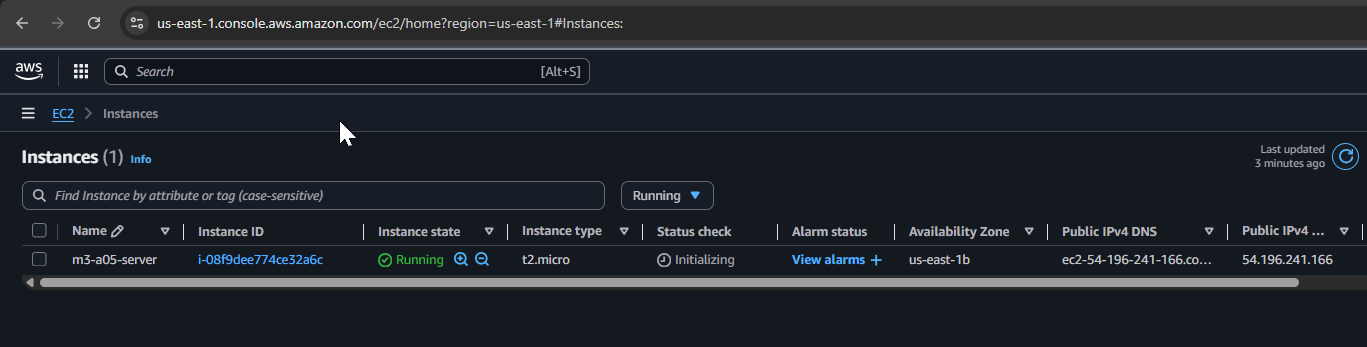 us-east-1.console.aws.amazon.com/ec2/home?region=us-east-1#Instances:
aws Search [Alt+S]
EC2 Instances
Instances (1) Info
Last updated
3 minutes ago
Find Instance by attribute or tag (case-sensitive) Running
Name Instance ID Instance state Instance type Status check Alarm status Availability Zone Public IPv4 DNS Public IPv4 ...
m3-a05-server i-08f9dee774ce32a6c Running t2.micro Initializing View alarms + us-east-1b ec2-54-196-241-166.co... 54.196.241.166